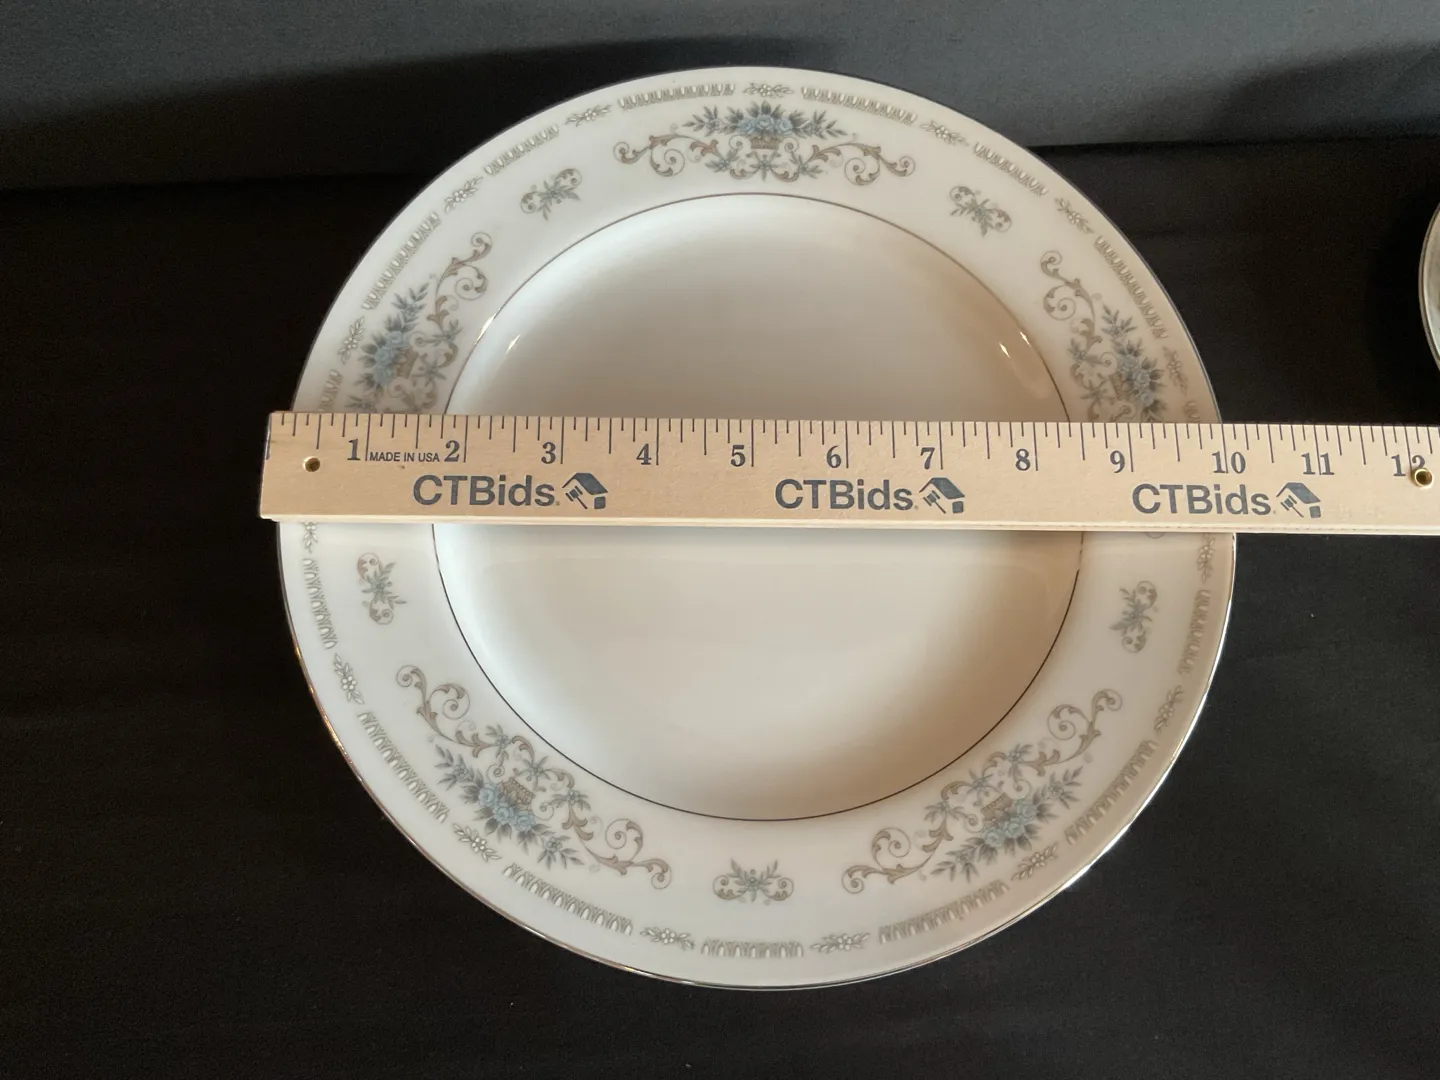 1 MADE IN USA 2 3 4 5 6 7 8 9 10 11 12
CTBids CTBids CTBids